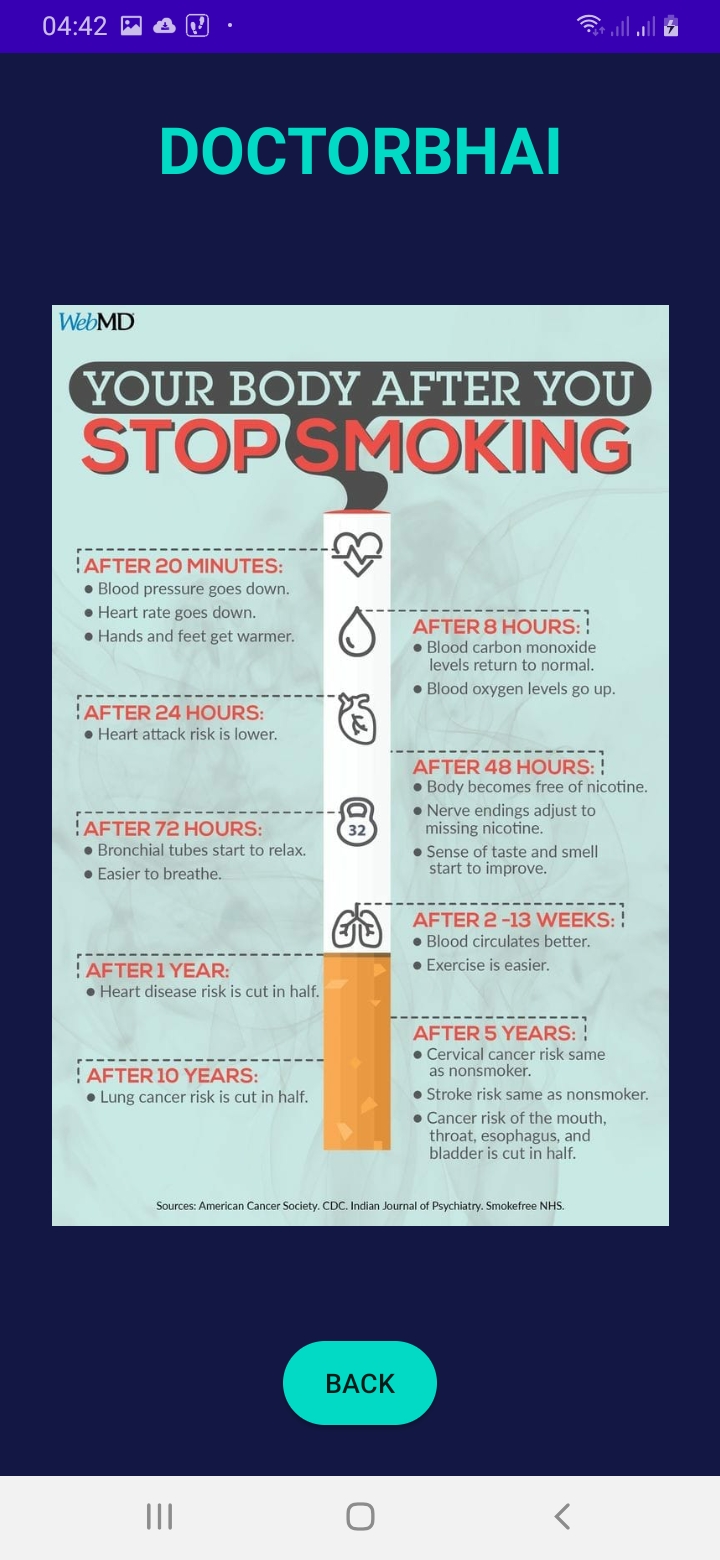 04:42
DOCTORBHAI
WebMD
YOUR BODY AFTER YOU
STOP SMOKING
AFTER 20 MINUTES:
● Blood pressure goes down.
● Heart rate goes down.
● Hands and feet get warmer.
AFTER 8 HOURS:
● Blood carbon monoxide
levels return to normal.
● Blood oxygen levels go up.
AFTER 24 HOURS:
● Heart attack risk is lower.
AFTER 48 HOURS:
● Body becomes free of nicotine.
● Nerve endings adjust to
missing nicotine.
● Sense of taste and smell
start to improve.
32
AFTER 72 HOURS:
● Bronchial tubes start to relax.
● Easier to breathe.
AFTER 2 -13 WEEKS:
● Blood circulates better.
● Exercise is easier.
AFTER 1 YEAR:
● Heart disease risk is cut in half.
AFTER 5 YEARS:
● Cervical cancer risk same
as nonsmoker.
● Stroke risk same as nonsmoker.
● Cancer risk of the mouth,
throat, esophagus, and
bladder is cut in half.
AFTER 10 YEARS:
● Lung cancer risk is cut in half.
Sources: American Cancer Society. CDC. Indian Journal of Psychiatry. Smokefree NHS.
BACK